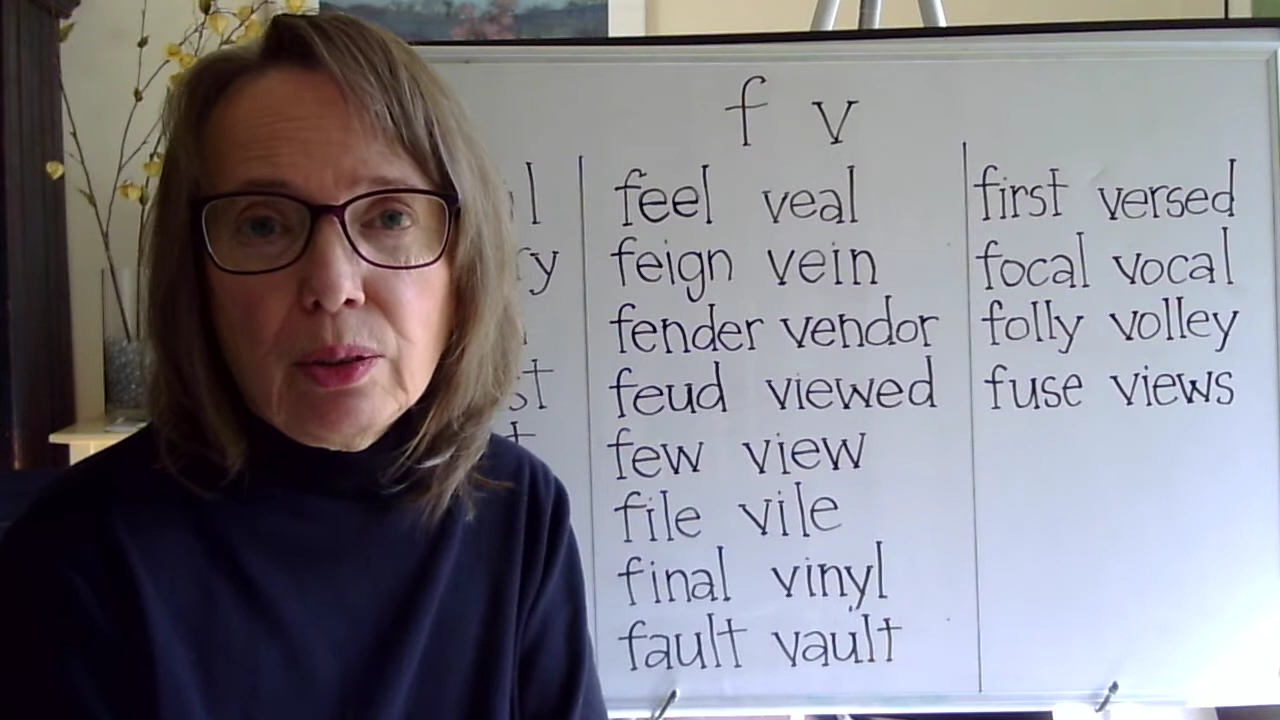 f v
feel veal
feign vein
fender vendor
feud viewed
few view
file vile
final vinyl
fault vault
first versed
focal vocal
folly volley
fuse views